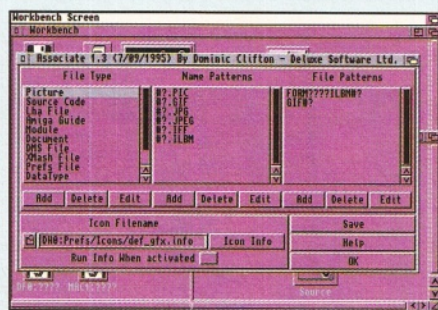 Workbench Screen
Workbench
Associate 1.3 (7/09/1995) By Dominic Clifton - Deluxe Software Ltd.
File Type
Name Patterns
File Patterns
Picture
Source Code
Lha File
Amiga Guide
Module
Document
DMS File
XMash File
Prefs File
DataType
#?.PIC
#?.GIF
#?.JPG
#?.JPEG
#?.IFF
#?.ILBM
FORM????ILBM#?
GIF#?
Add Delete Edit Add Delete Edit Add Delete Edit
Icon Filename
Save
DH0:Prefs/Icons/def_gfx.info Icon Info
Help
Run Info When activated
OK
DF0:????
Source